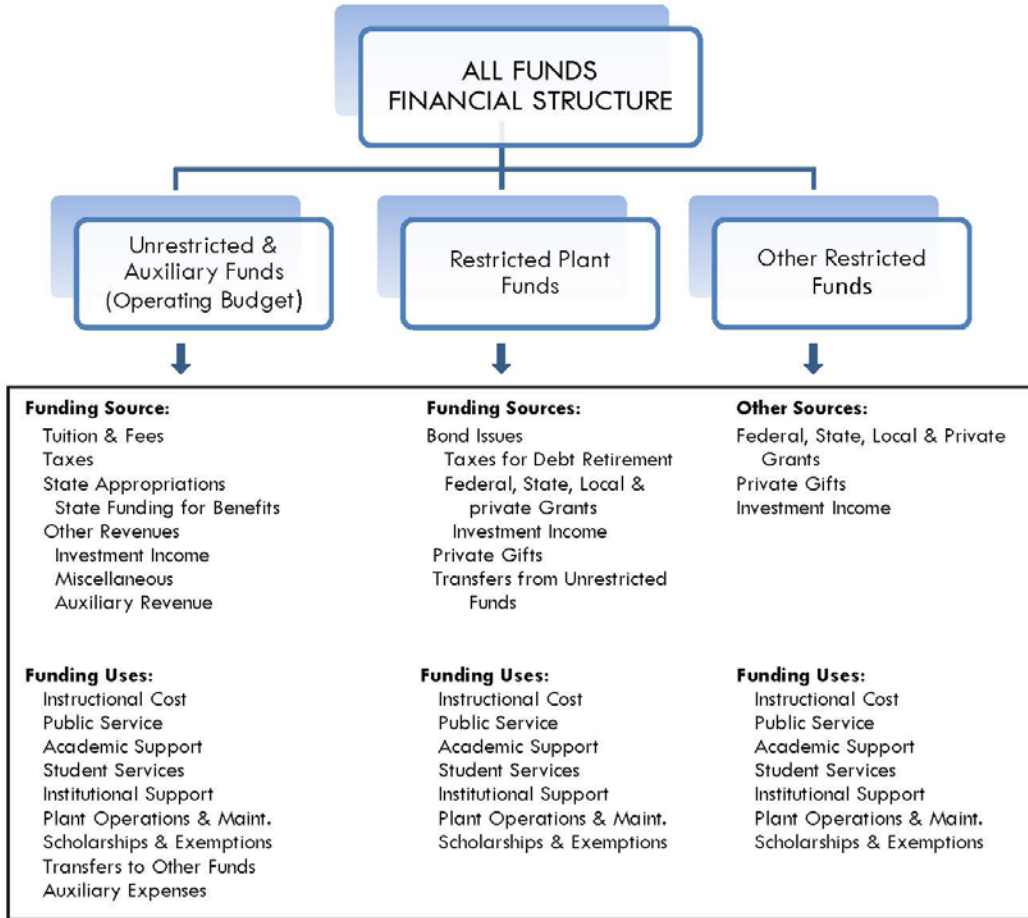 ALL FUNDS
FINANCIAL STRUCTURE
Unrestricted &
Auxiliary Funds
(Operating Budget)
Restricted Plant
Funds
Other Restricted
Funds
Funding Source:
Tuition & Fees
Taxes
State Appropriations
State Funding for Benefits
Other Revenues
Investment Income
Miscellaneous
Auxiliary Revenue
Funding Uses:
Instructional Cost
Public Service
Academic Support
Student Services
Institutional Support
Plant Operations & Maint.
Scholarships & Exemptions
Transfers to Other Funds
Auxiliary Expenses
Funding Sources:
Bond Issues
Taxes for Debt Retirement
Federal, State, Local &
private Grants
Investment Income
Private Gifts
Transfers from Unrestricted
Funds
Funding Uses:
Instructional Cost
Public Service
Academic Support
Student Services
Institutional Support
Plant Operations & Maint.
Scholarships & Exemptions
Other Sources:
Federal, State, Local & Private
Grants
Private Gifts
Investment Income
Funding Uses:
Instructional Cost
Public Service
Academic Support
Student Services
Institutional Support
Plant Operations & Maint.
Scholarships & Exemptions